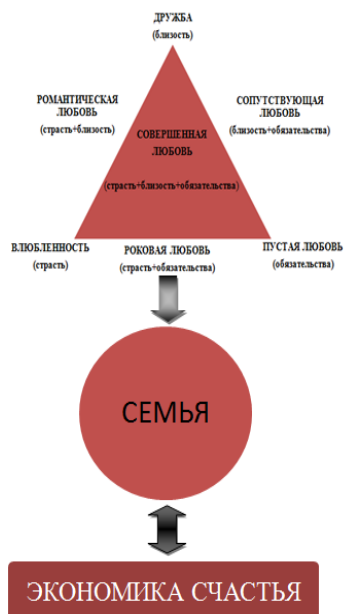 ДРУЖБА
(близость)
РОМАНТИЧЕСКАЯ
ЛЮБОВЬ
(страсть+близость)
СОПУТСТВУЮЩАЯ
ЛЮБОВЬ
(близость+обязательства)
СОВЕРШЕННАЯ
ЛЮБОВЬ
(страсть+близость+обязательства)
ВЛЮБЛЕННОСТЬ
(страсть)
РОКОВАЯ ЛЮБОВЬ
(страсть+обязательства)
ПУСТАЯ ЛЮБОВЬ
(обязательства)
СЕМЬЯ
ЭКОНОМИКА СЧАСТЬЯ